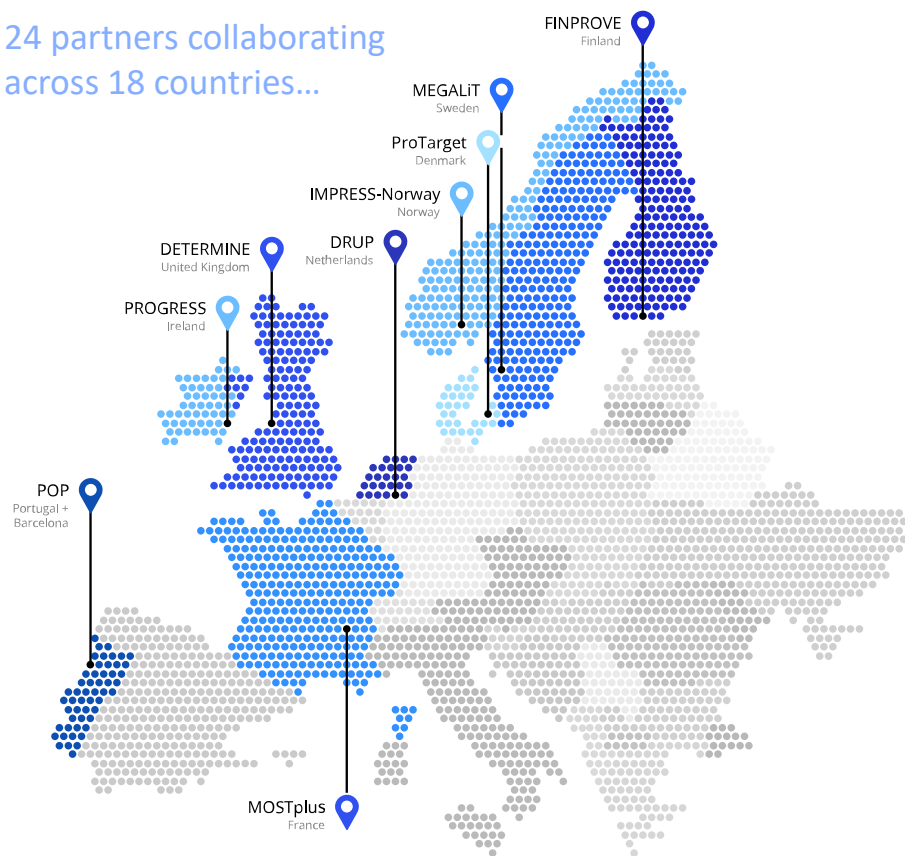 24 partners collaborating
across 18 countries...
FINPROVE
Finland
MEGALiT
Sweden
ProTarget
Denmark
IMPRESS-Norway
Norway
DETERMINE
United Kingdom
DRUP
Netherlands
PROGRESS
Ireland
POP
Portugal +
Barcelona
MOSTplus
France